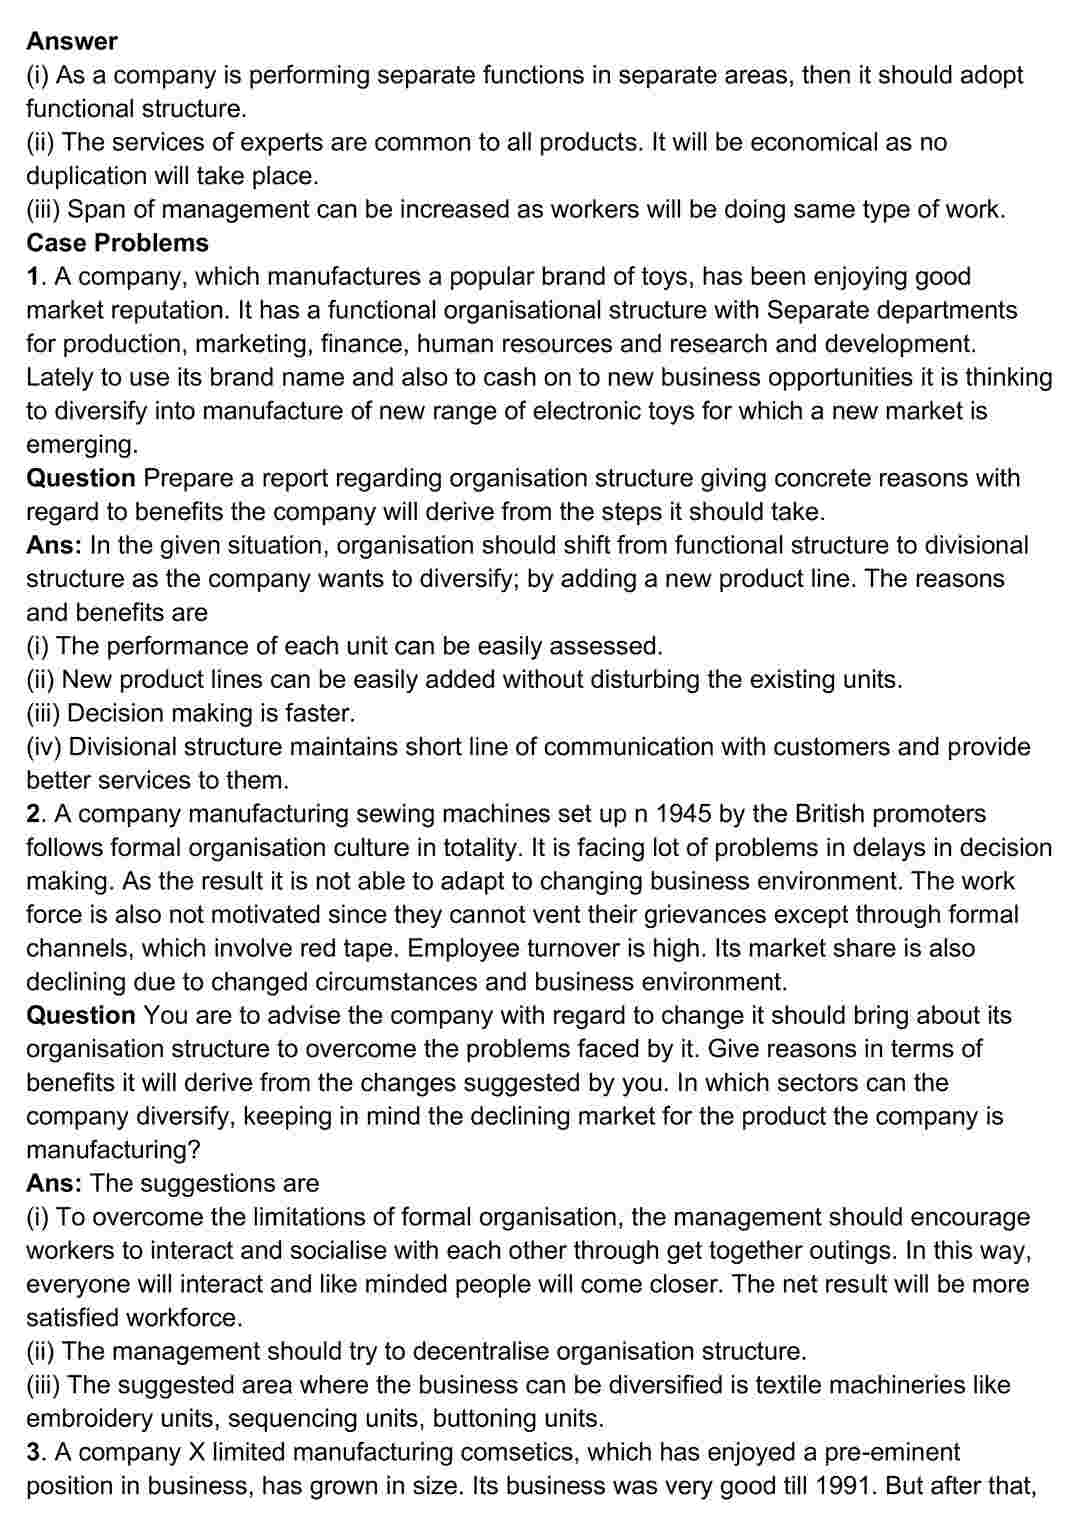 Answer
(i) As a company is performing separate functions in separate areas, then it should adopt
functional structure.
(ii) The services of experts are common to all products. It will be economical as no
duplication will take place.
(iii) Span of management can be increased as workers will be doing same type of work.
Case Problems
1. A company, which manufactures a popular brand of toys, has been enjoying good
market reputation. It has a functional organisational structure with Separate departments
for production, marketing, finance, human resources and research and development.
Lately to use its brand name and also to cash on to new business opportunities it is thinking
to diversify into manufacture of new range of electronic toys for which a new market is
emerging.
Question Prepare a report regarding organisation structure giving concrete reasons with
regard to benefits the company will derive from the steps it should take.
Ans: In the given situation, organisation should shift from functional structure to divisional
structure as the company wants to diversify; by adding a new product line. The reasons
and benefits are
(i) The performance of each unit can be easily assessed.
(ii) New product lines can be easily added without disturbing the existing units.
(iii) Decision making is faster.
(iv) Divisional structure maintains short line of communication with customers and provide
better services to them.
2. A company manufacturing sewing machines set up n 1945 by the British promoters
follows formal organisation culture in totality. It is facing lot of problems in delays in decision
making. As the result it is not able to adapt to changing business environment. The work
force is also not motivated since they cannot vent their grievances except through formal
channels, which involve red tape. Employee turnover is high. Its market share is also
declining due to changed circumstances and business environment.
Question You are to advise the company with regard to change it should bring about its
organisation structure to overcome the problems faced by it. Give reasons in terms of
benefits it will derive from the changes suggested by you. In which sectors can the
company diversify, keeping in mind the declining market for the product the company is
manufacturing?
Ans: The suggestions are
(i) To overcome the limitations of formal organisation, the management should encourage
workers to interact and socialise with each other through get together outings. In this way,
everyone will interact and like minded people will come closer. The net result will be more
satisfied workforce.
(ii) The management should try to decentralise organisation structure.
(iii) The suggested area where the business can be diversified is textile machineries like
embroidery units, sequencing units, buttoning units.
3. A company X limited manufacturing comsetics, which has enjoyed a pre-eminent
position in business, has grown in size. Its business was very good till 1991. But after that,